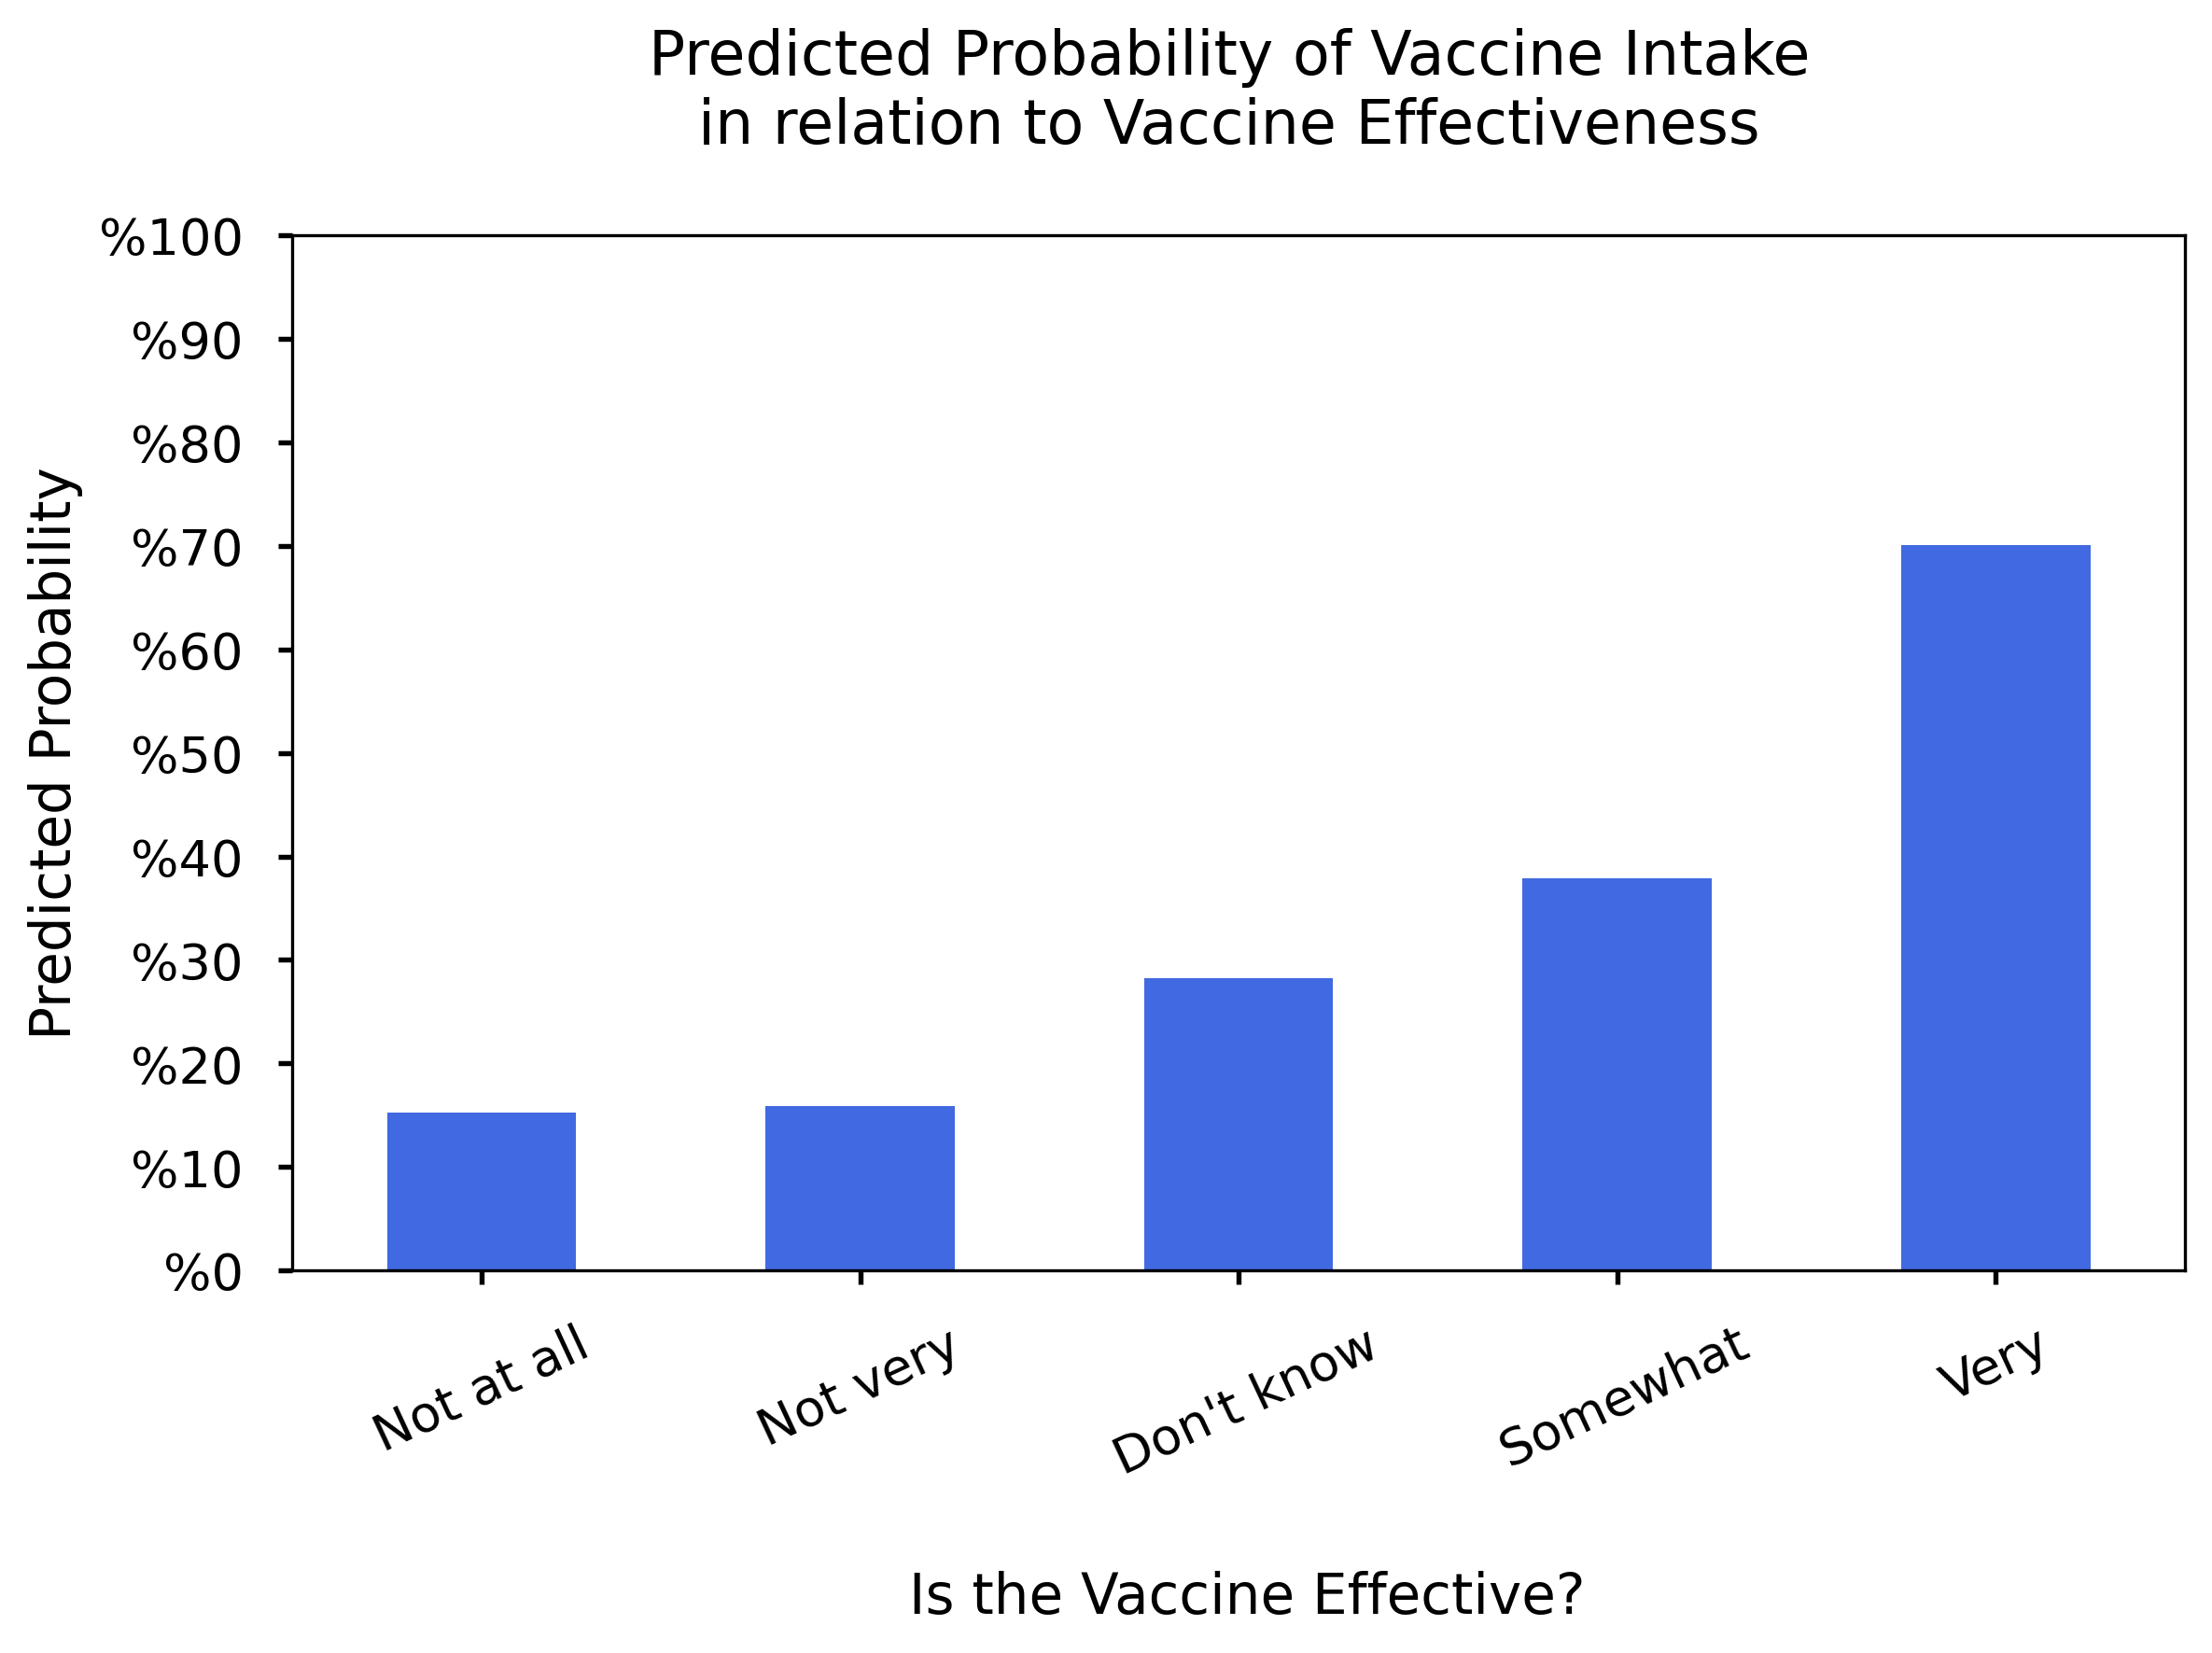 Predicted Probability of Vaccine Intake
in relation to Vaccine Effectiveness
%100
%90
%80
%70
%60
%50
%40
%30
%20
%10
%0
Predicted Probability
Not at all
Not very
Don't know
Somewhat
Very
Is the Vaccine Effective?